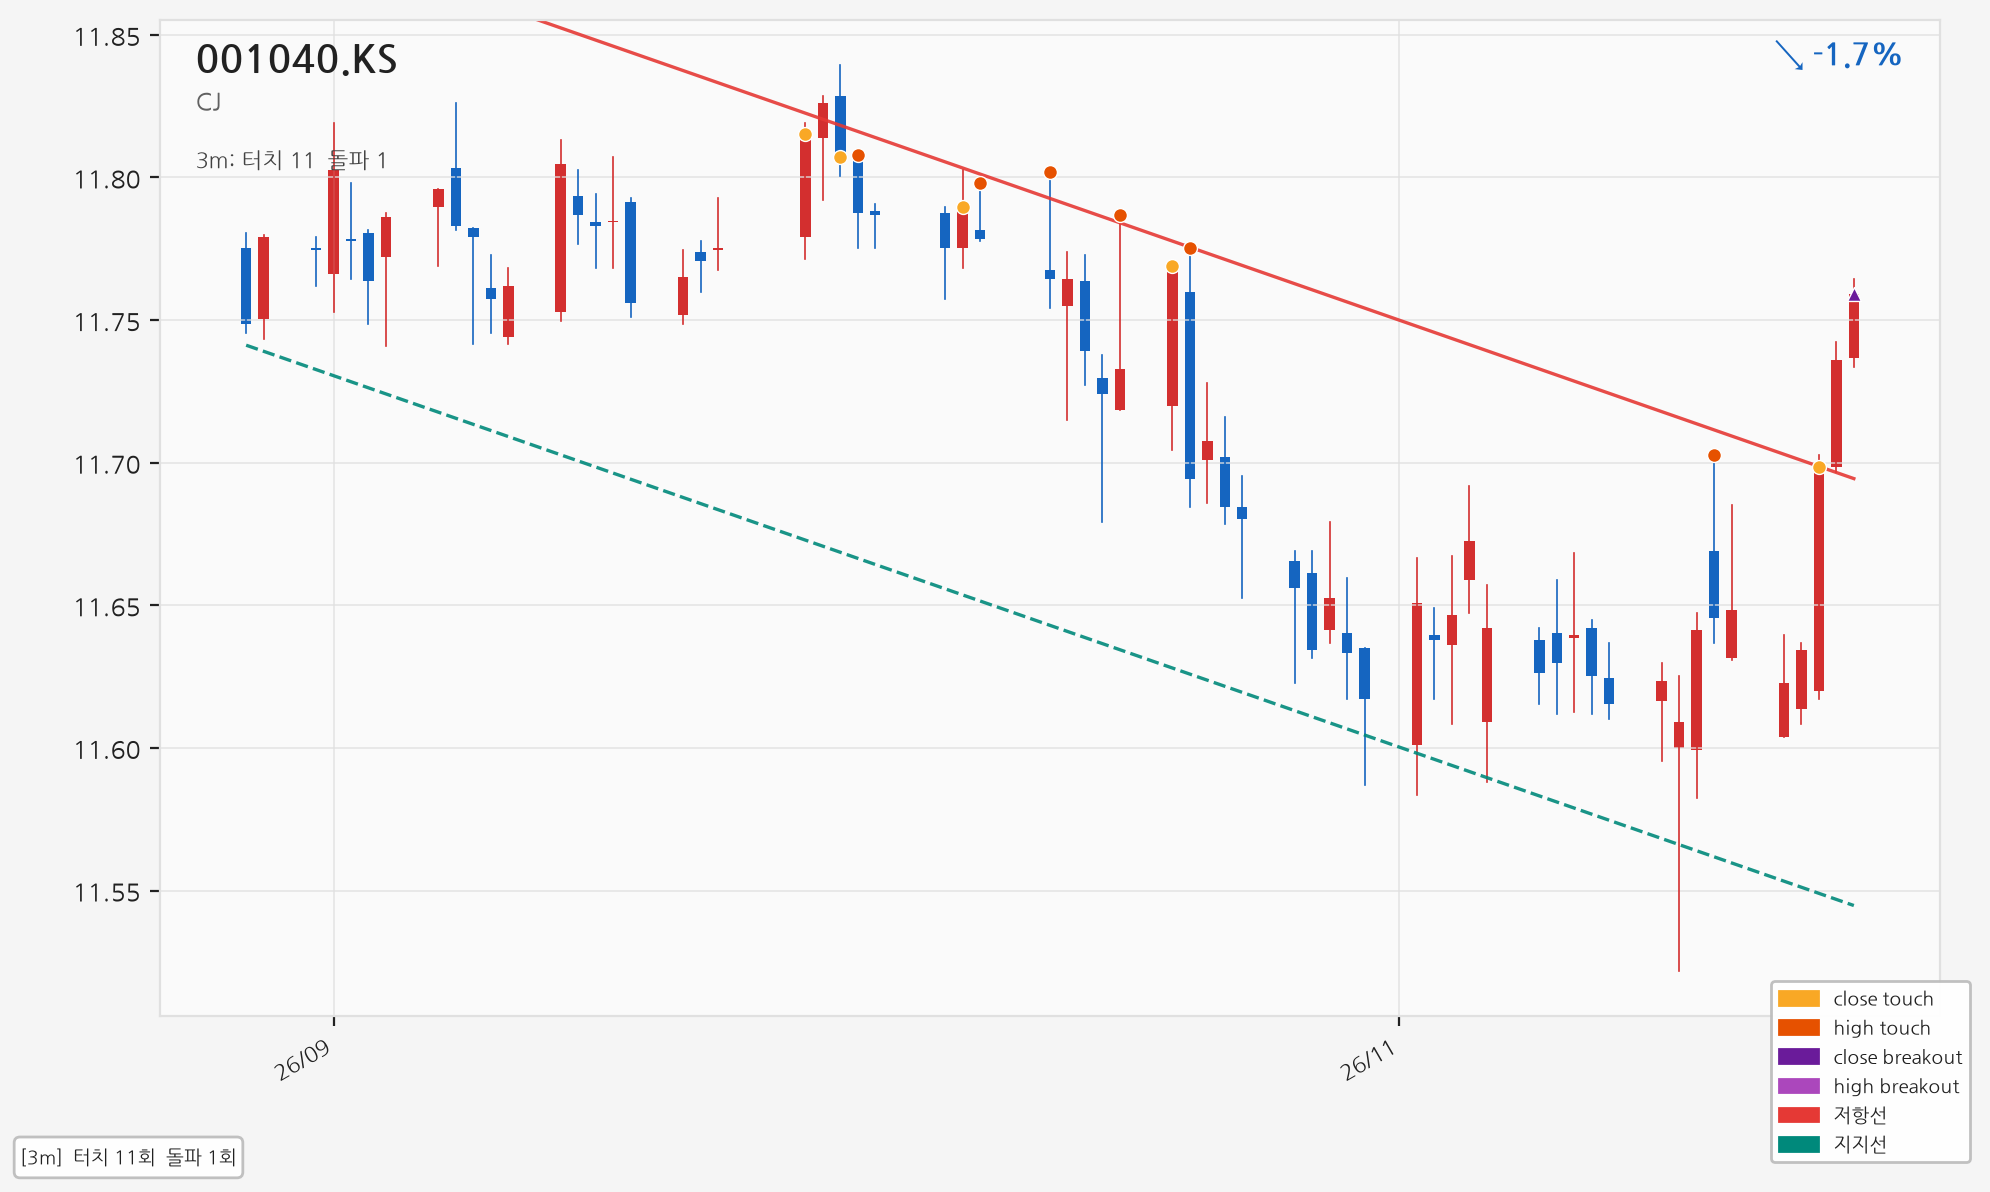 001040.KS
CJ
3m: 터치 11 돌파 1
-1.7%
11.85
11.80
11.75
11.70
11.65
11.60
11.55
26/09
26/11
close touch
high touch
close breakout
high breakout
저항선
지지선
[3m] 터치 11회 돌파 1회